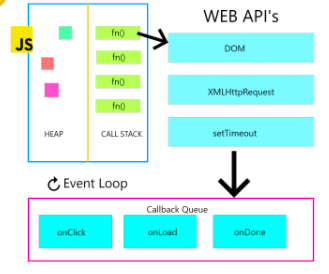 JS
fn()
fn()
fn()
fn()
HEAP
CALL STACK
WEB API's
DOM
XMLHttpRequest
setTimeout
Event Loop
Callback Queue
onClick
onLoad
onDone